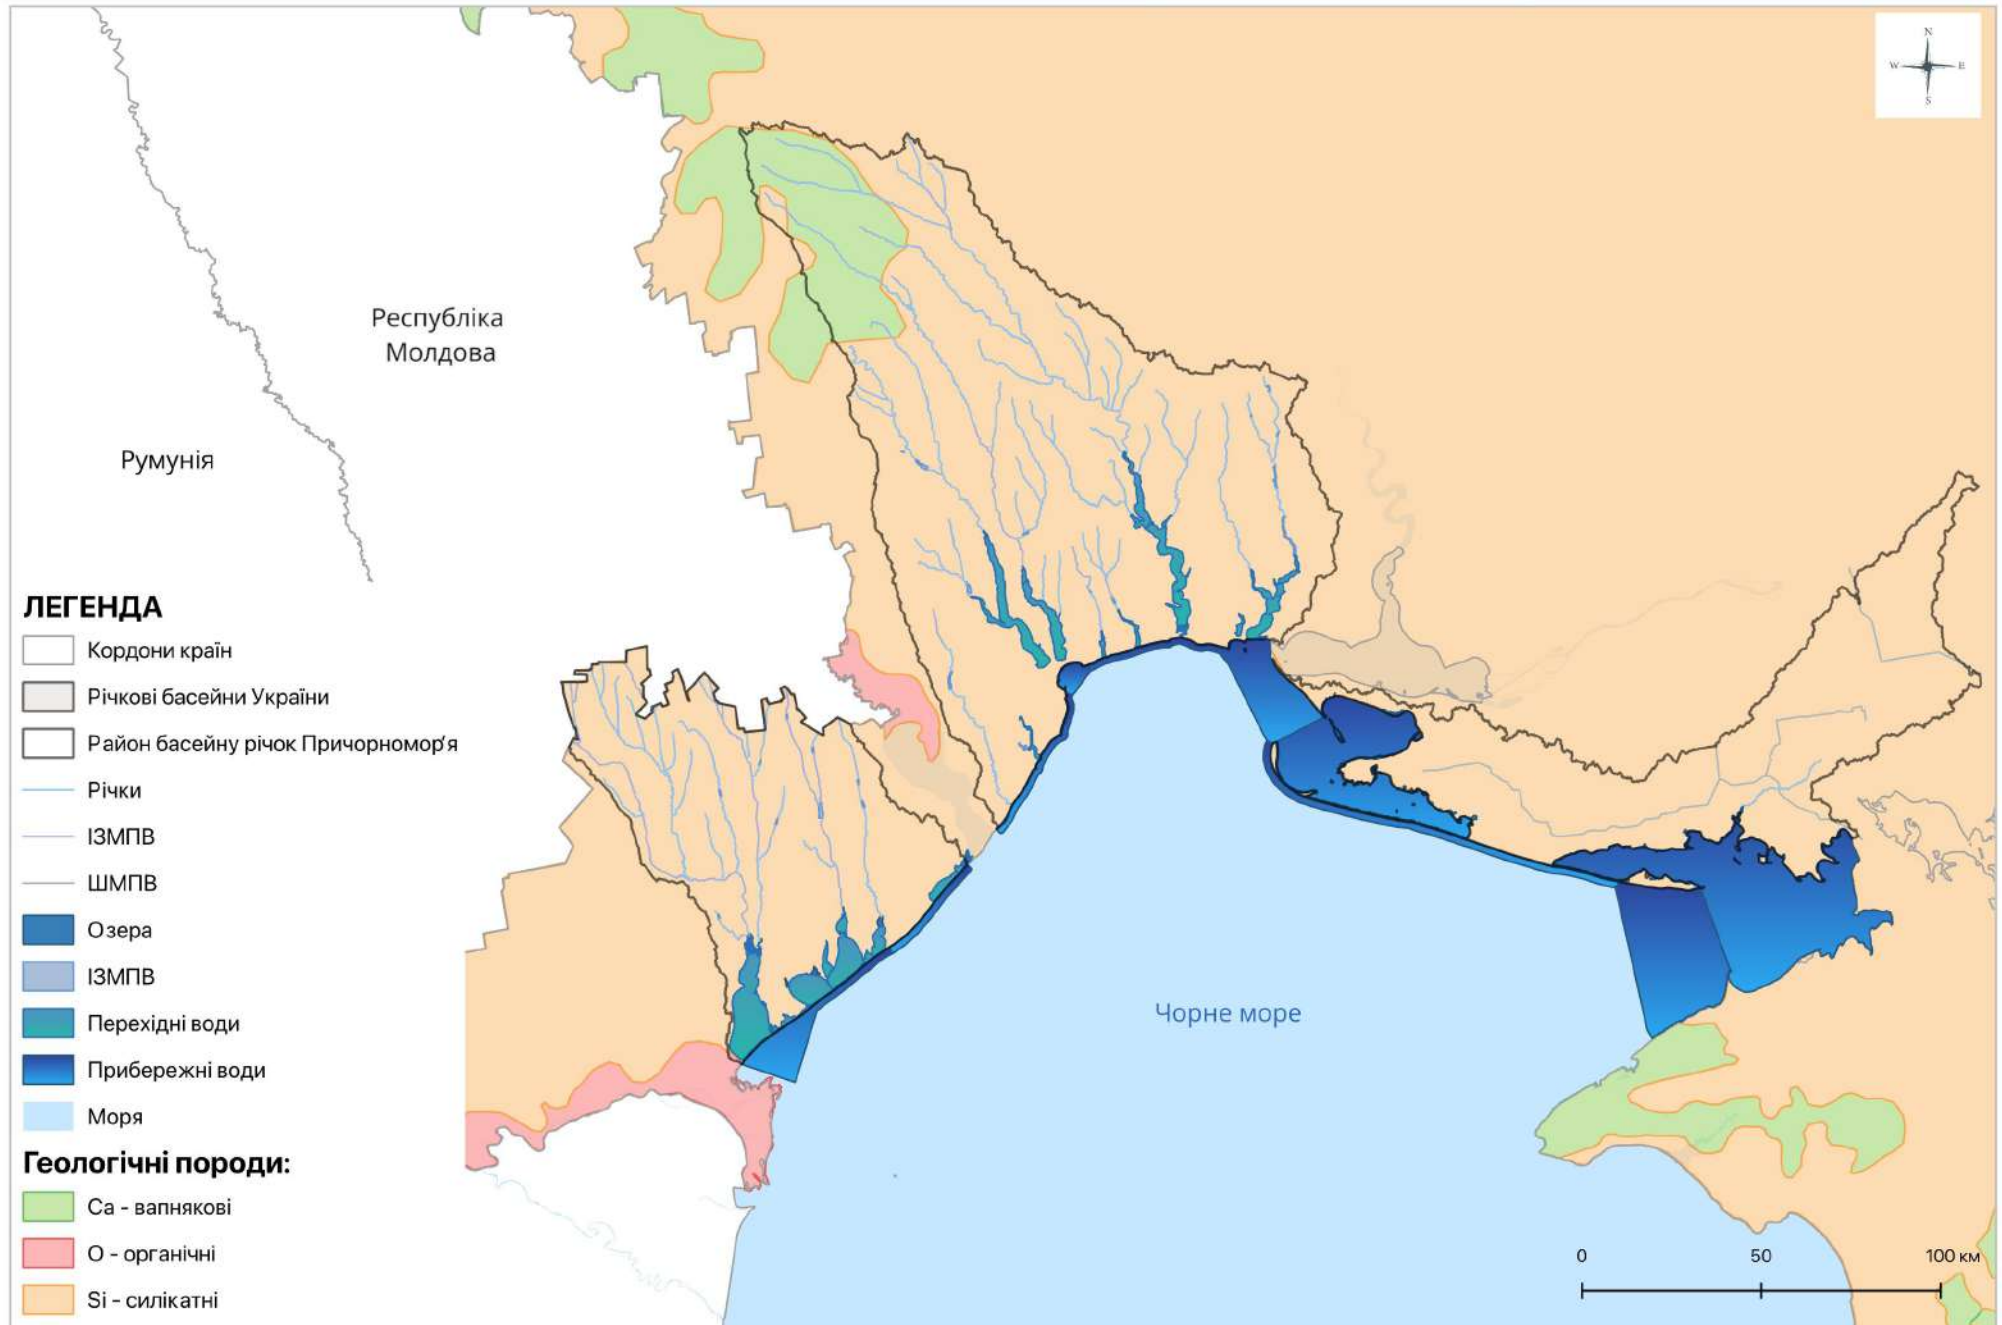 N
W E
S
Республіка
Молдова
Румунія
ЛЕГЕНДА
Кордони країн
Річкові басейни України
Район басейну річок Причорномор'я
Річки
ІЗМПВ
ШМПВ
Озера
ІЗМПВ
Перехідні води
Прибережні води
Моря
Геологічні породи:
Ca - вапнякові
O - органічні
Si - силікатні
Чорне море
0 50 100 км